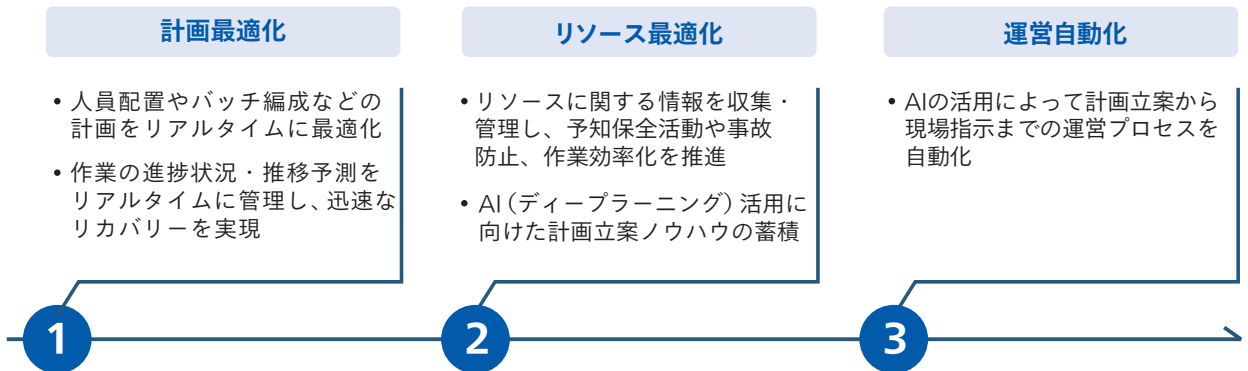 計画最適化
• 人員配置やバッチ編成などの
計画をリアルタイムに最適化
• 作業の進捗状況・推移予測を
リアルタイムに管理し、迅速な
リカバリーを実現
1
リソース最適化
• リソースに関する情報を収集・
管理し、予知保全活動や事故
防止、作業効率化を推進
• AI（ディープラーニング）活用に
向けた計画立案ノウハウの蓄積
2
運営自動化
• AIの活用によって計画立案から
現場指示までの運営プロセスを
自動化
3